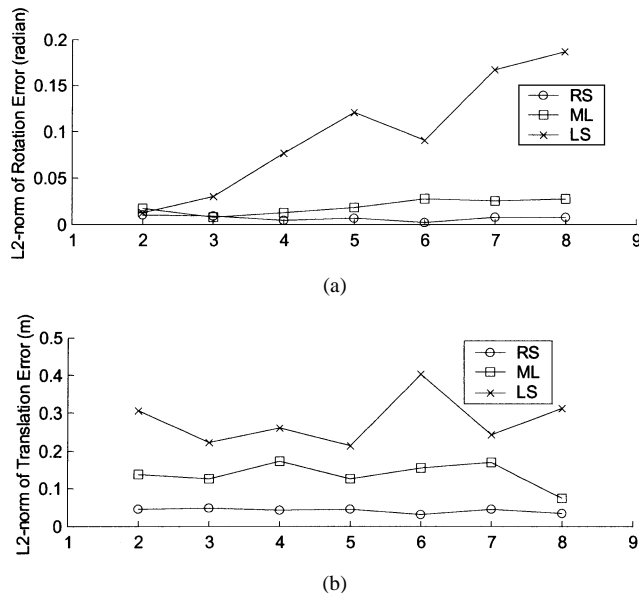 L2-norm of Rotation Error (radian)
0.2
0.15
0.1
0.05
0
RS
ML
LS
1 2 3 4 5 6 7 8 9
(a)
L2-norm of Translation Error (m)
0.5
0.4
0.3
0.2
0.1
0
RS
ML
LS
1 2 3 4 5 6 7 8 9
(b)